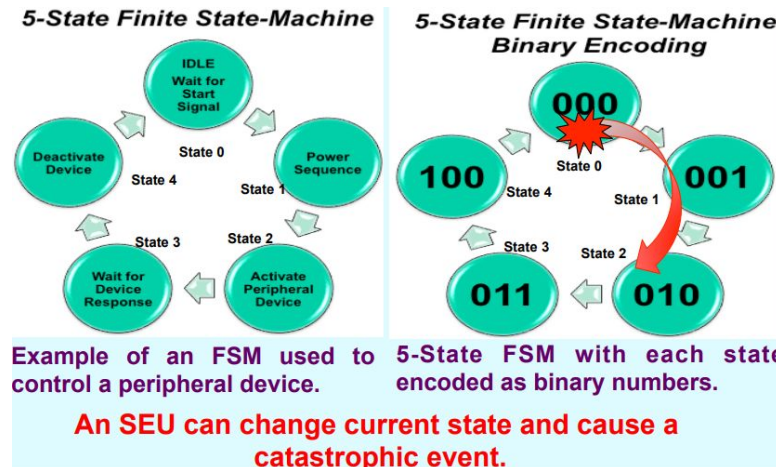 5-State Finite State-Machine
IDLE
Wait for
Start
Signal
State 0
Deactivate
Device
State 4
Power
Sequence
State 1
State 3
State 2
Wait for
Device
Response
Activate
Peripheral
Device
Example of an FSM used to
control a peripheral device.
5-State Finite State-Machine
Binary Encoding
000
State 0
100
State 4
001
State 1
State 3
State 2
011
010
5-State FSM with each state
encoded as binary numbers.
An SEU can change current state and cause a
catastrophic event.